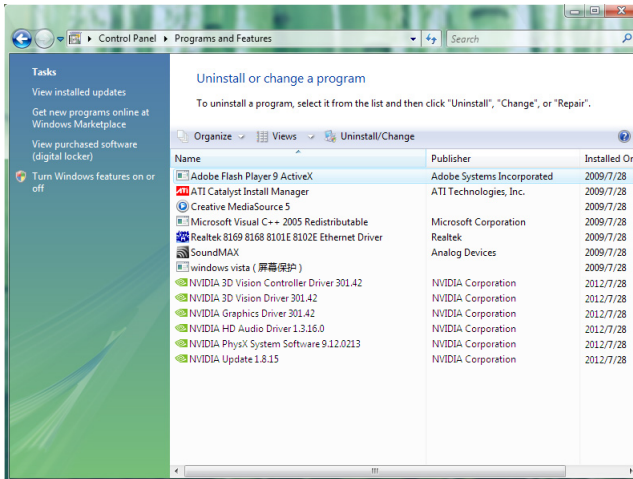 Control Panel ▸ Programs and Features
Search
Tasks
View installed updates
Get new programs online at
Windows Marketplace
View purchased software
(digital locker)
Turn Windows features on or
off
Uninstall or change a program
To uninstall a program, select it from the list and then click "Uninstall", "Change", or "Repair".
Organize Views Uninstall/Change
Name Publisher Installed On
Adobe Flash Player 9 ActiveX Adobe Systems Incorporated 2009/7/28
ATI ATI Catalyst Install Manager ATI Technologies, Inc. 2009/7/28
Creative MediaSource 5 2009/7/28
Microsoft Visual C++ 2005 Redistributable Microsoft Corporation 2009/7/28
Realtek 8169 8168 8101E 8102E Ethernet Driver Realtek 2009/7/28
SoundMAX Analog Devices 2009/7/28
windows vista ( 屏幕保护 ) 2009/7/28
NVIDIA 3D Vision Controller Driver 301.42 NVIDIA Corporation 2012/7/28
NVIDIA 3D Vision Driver 301.42 NVIDIA Corporation 2012/7/28
NVIDIA Graphics Driver 301.42 NVIDIA Corporation 2012/7/28
NVIDIA HD Audio Driver 1.3.16.0 NVIDIA Corporation 2012/7/28
NVIDIA PhysX System Software 9.12.0213 NVIDIA Corporation 2012/7/28
NVIDIA Update 1.8.15 NVIDIA Corporation 2012/7/28